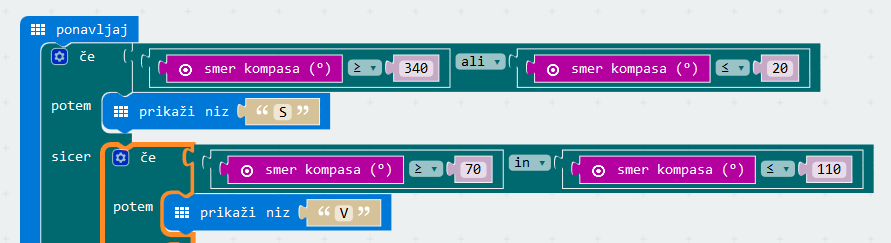 ponavljaj
če smer kompasa (º) ≥ 340 ali smer kompasa (º) ≤ 20
potem prikaži niz “ S ”
sicer če smer kompasa (º) ≥ 70 in smer kompasa (º) ≤ 110
potem prikaži niz “ V ”